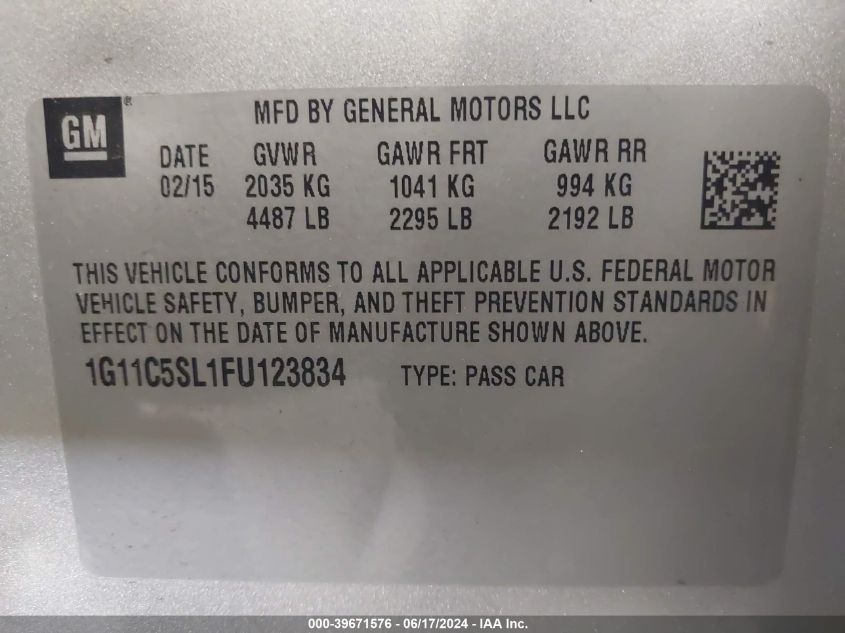 GM®
MFD BY GENERAL MOTORS LLC
DATE GVWR GAWR FRT GAWR RR
02/15 2035 KG 1041 KG 994 KG
4487 LB 2295 LB 2192 LB
THIS VEHICLE CONFORMS TO ALL APPLICABLE U.S. FEDERAL MOTOR
VEHICLE SAFETY, BUMPER, AND THEFT PREVENTION STANDARDS IN
EFFECT ON THE DATE OF MANUFACTURE SHOWN ABOVE.
1G11C5SL1FU123834 TYPE: PASS CAR
000-39671576 - 06/17/2024 - IAA Inc.